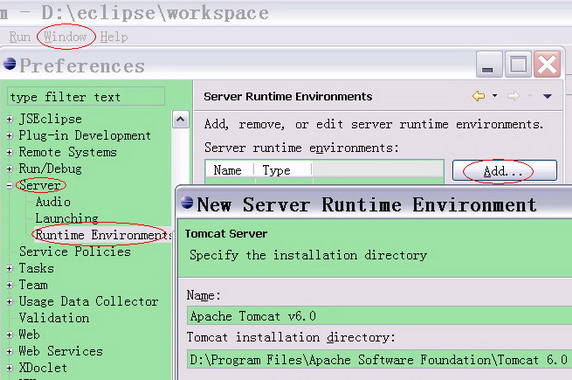 m - D:\eclipse\workspace
Run Window Help
Preferences
type filter text
JSEclipse
Plug-in Development
Remote Systems
Run/Debug
Server
Audio
Launching
Runtime Environments
Service Policies
Tasks
Team
Usage Data Collector
Validation
Web
Web Services
XDoclet
Server Runtime Environments
Add, remove, or edit server runtime environments.
Server runtime environments:
Name Type
Add...
New Server Runtime Environment
Tomcat Server
Specify the installation directory
Name:
Apache Tomcat v6.0
Tomcat installation directory:
D:\Program Files\Apache Software Foundation\Tomcat 6.0